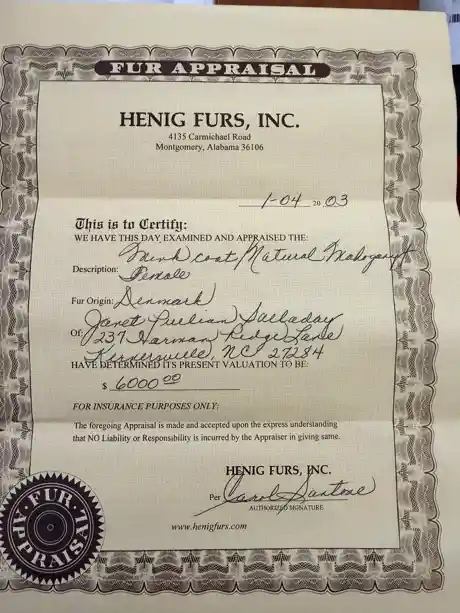 FUR APPRAISAL
HENIG FURS, INC.
4135 Carmichael Road
Montgomery, Alabama 36106
1-04 20 03
This is to Certify:
WE HAVE THIS DAY EXAMINED AND APPRAISED THE:
Mink coat/Natural Mahogany
Description: Female
Fur Origin: Denmark
Of: Janet Salladay
237 Harman Ridge Lane
Kernersville, NC 27284
HAVE DETERMINED ITS PRESENT VALUATION TO BE:
$ 6000 00
FOR INSURANCE PURPOSES ONLY:
The foregoing Appraisal is made and accepted upon the express understanding
that NO Liability or Responsibility is incurred by the Appraiser in giving same.
HENIG FURS, INC.
Per Carol Santone
AUTHORIZED SIGNATURE
www.henigfurs.com
FUR APPRAISAL